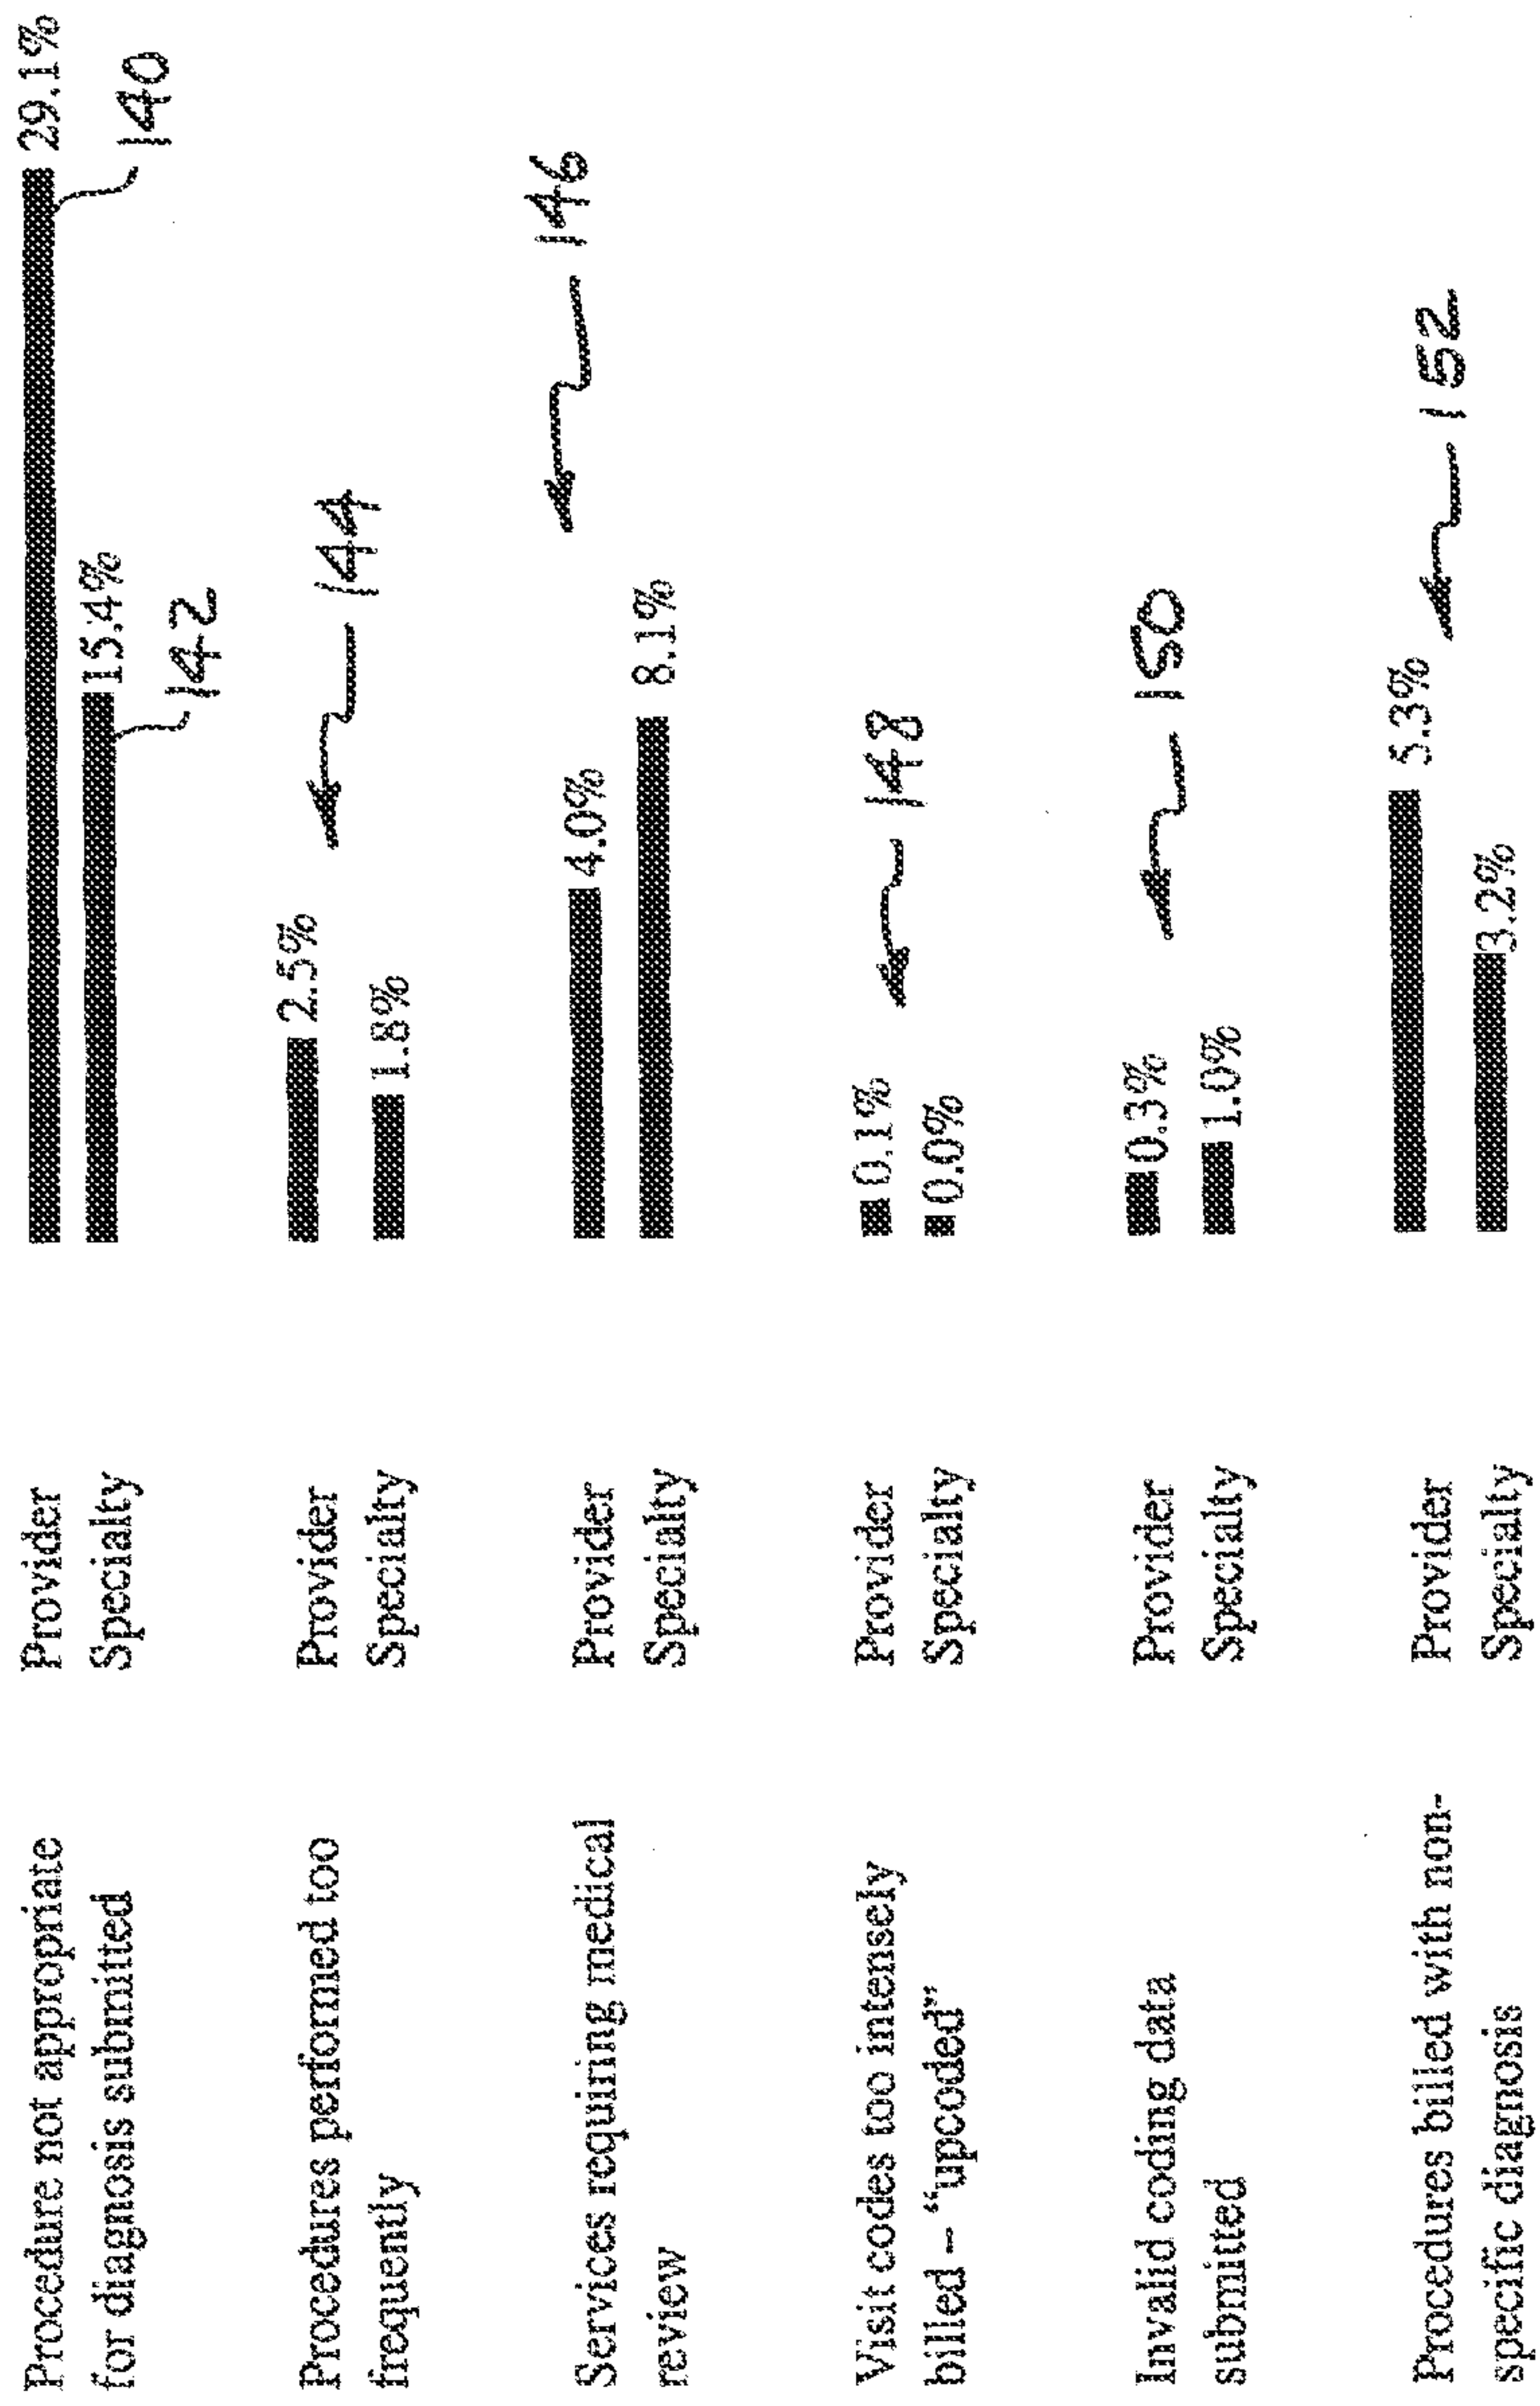 Procedure not appropriate
for diagnosis submitted
Provider
Specialty
29.1%
15.4%
140
142
Procedures performed too
frequently
Provider
Specialty
2.5%
1.8%
144
Services requiring medical
review
Provider
Specialty
4.0%
8.1%
146
Visit codes too intensely
billed – “upcoded”
Provider
Specialty
0.1%
0.0%
148
Invalid coding data
submitted
Provider
Specialty
0.3%
1.0%
150
Procedures billed with non-
specific diagnosis
Provider
Specialty
5.3%
3.2%
152